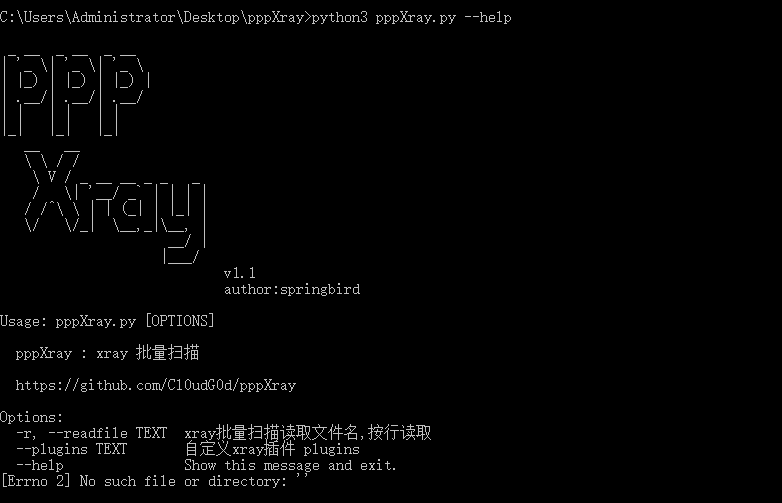 C:\Users\Administrator\Desktop\pppXray>python3 pppXray.py --help
ppp
Xray
v1.1
author:springbird
Usage: pppXray.py [OPTIONS]
pppXray : xray 批量扫描
https://github.com/Cl0udG0d/pppXray
Options:
-r, --readfile TEXT  xray批量扫描读取文件名,按行读取
--plugins TEXT       自定义xray插件 plugins
--help               Show this message and exit.
[Errno 2] No such file or directory: ''